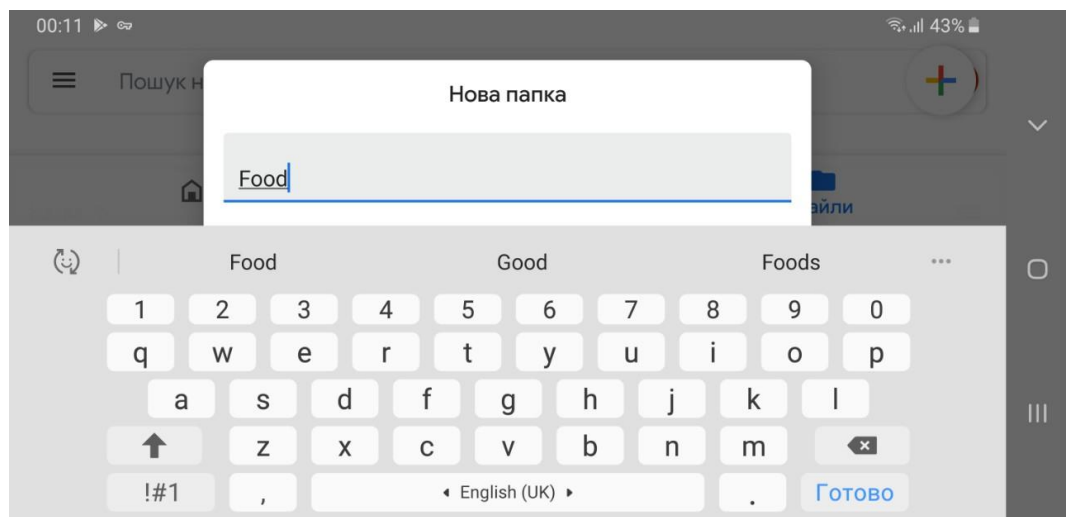 00:11 43%
Пошук н
Нова папка
Food
айли
Food Good Foods
1 2 3 4 5 6 7 8 9 0
q w e r t y u i o p
a s d f g h j k l
z x c v b n m
!#1 , English (UK) . Готово